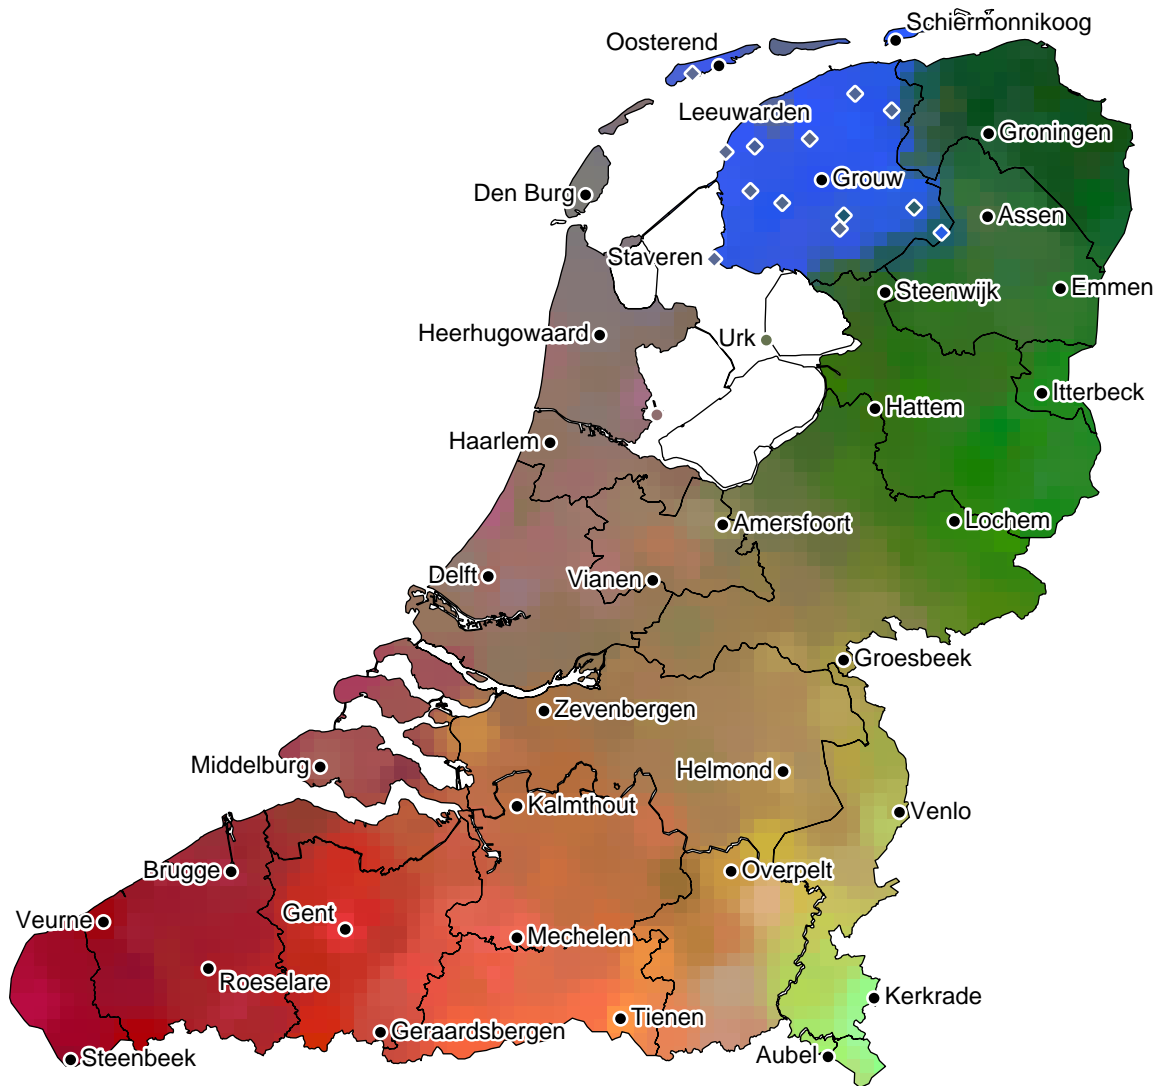 Schiermonnikoog
Oosterend
Leeuwarden
Groningen
Grouw
Den Burg
Assen
Staveren
Steenwijk
Emmen
Heerhugowaard
Urk
Itterbeck
Hattem
Haarlem
Amersfoort
Lochem
Delft
Vianen
Groesbeek
Zevenbergen
Middelburg
Helmond
Kalmthout
Venlo
Brugge
Overpelt
Veurne
Gent
Mechelen
Roeselare
Kerkrade
Tienen
Geraardsbergen
Steenbeek
Aubel